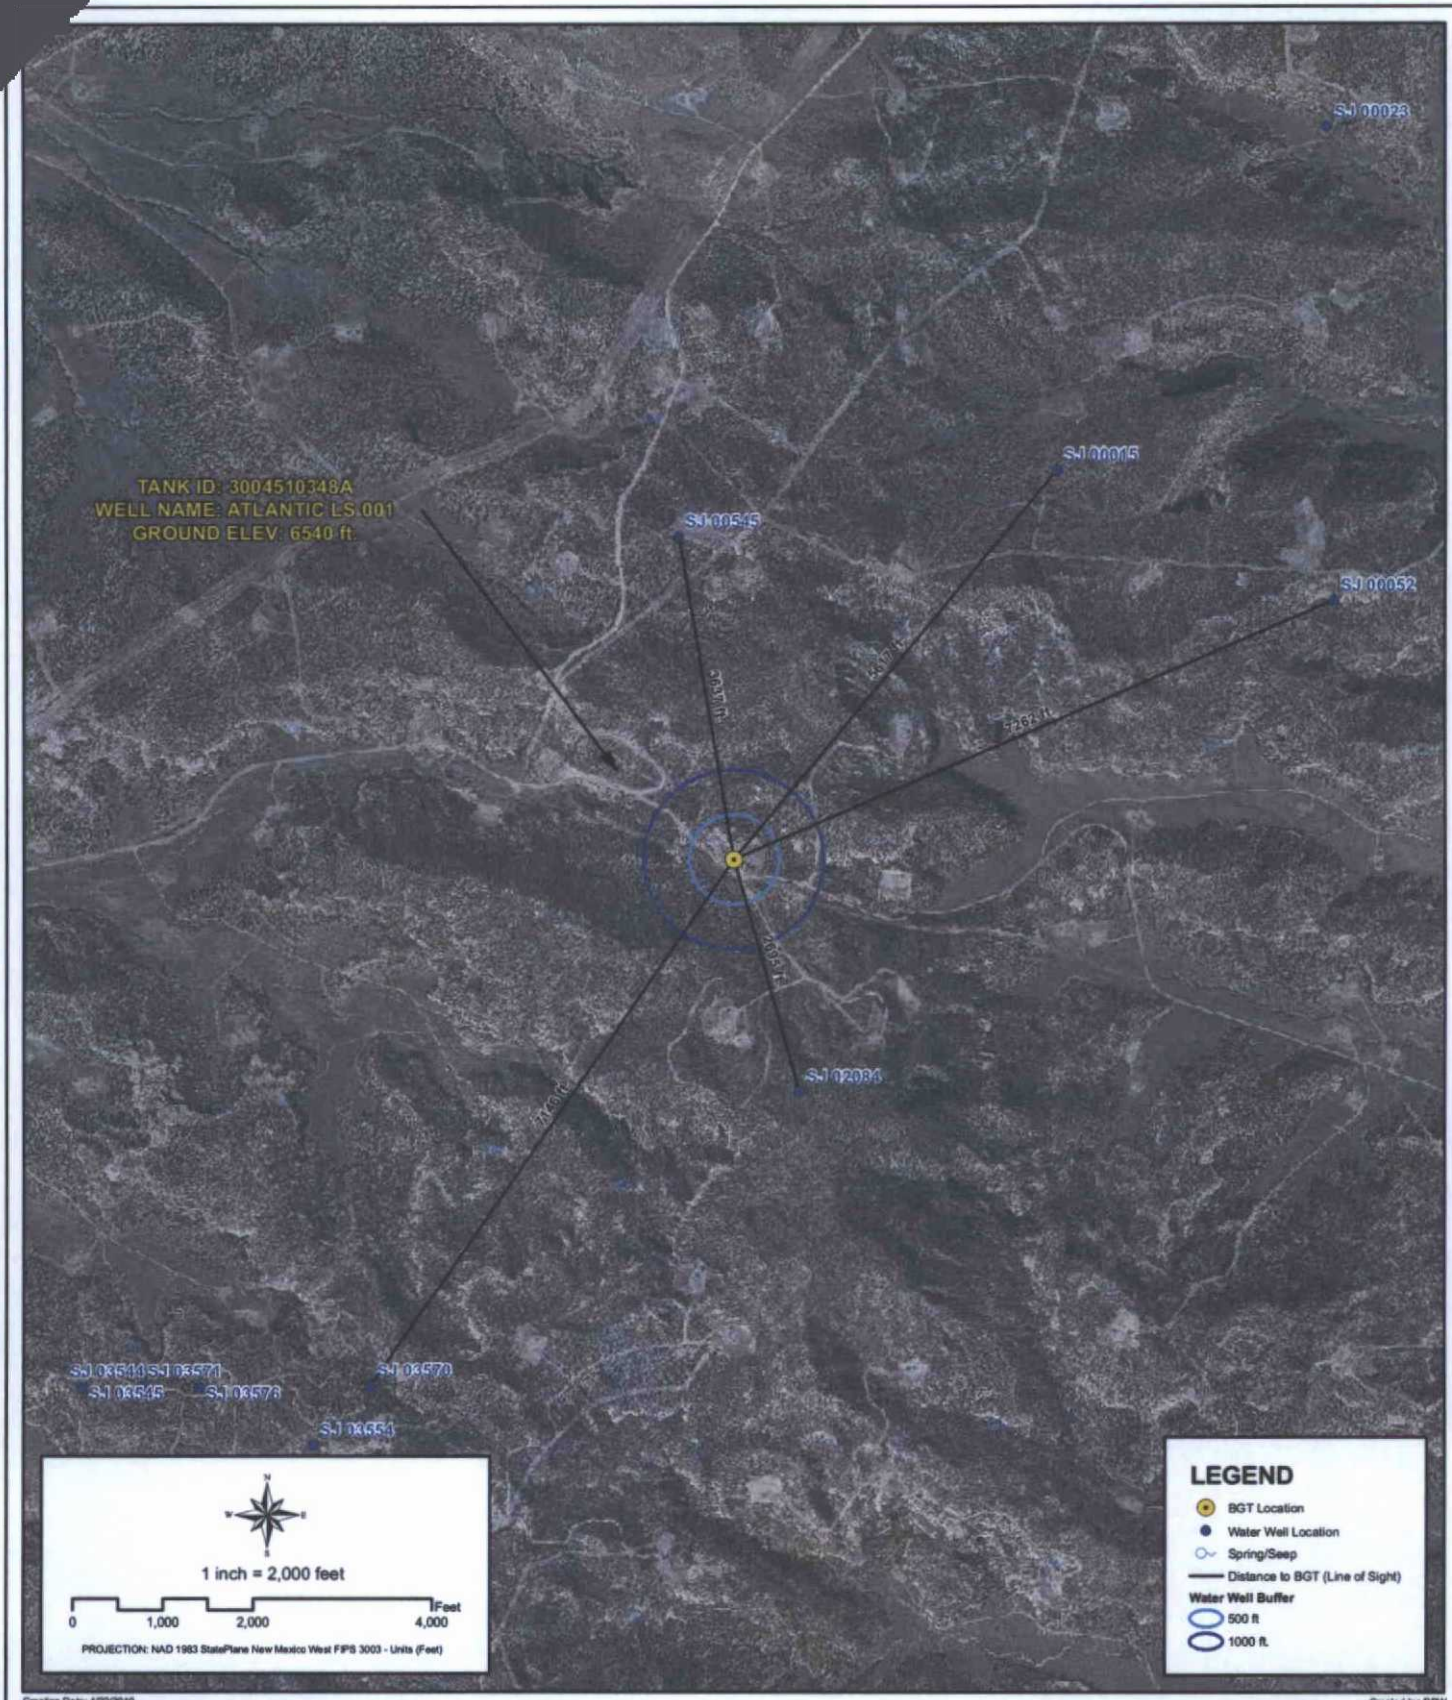 SJ 00023
SJ 00015
TANK ID: 3004510348A
WELL NAME: ATLANTIC LS 001
GROUND ELEV: 6540 ft.
SJ 00545
SJ 00052
3637 ft
7262 ft
SJ 02084
SJ 03544 SJ 03571
SJ 03570
SJ 03545
SJ 03576
SJ 03554
N
W E
S
1 inch = 2,000 feet
Feet
0 1,000 2,000 4,000
PROJECTION: NAD 1983 StatePlane New Mexico West FIPS 3003 - Units (Feet)
LEGEND
BGT Location
Water Well Location
Spring/Seep
Distance to BGT (Line of Sight)
Water Well Buffer
500 ft
1000 ft.